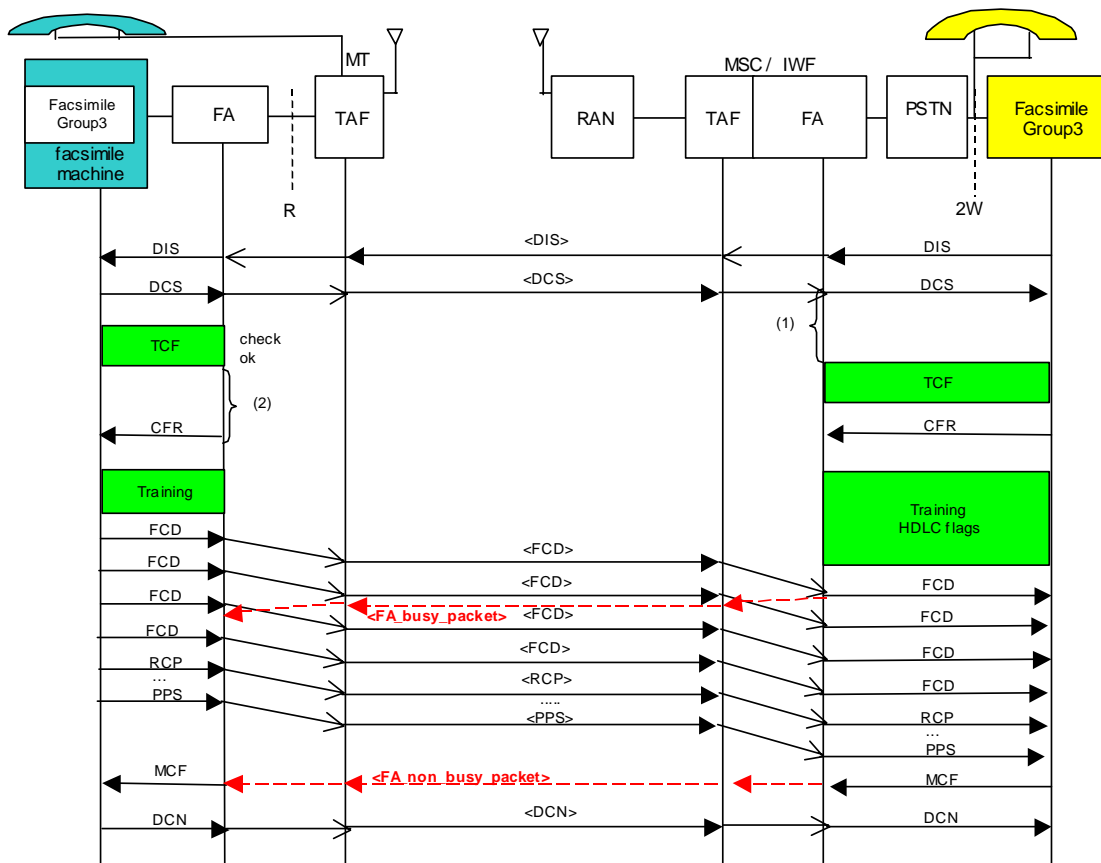 MT
MSC / IWF
Facsimile
Group3
facsimile
machine
FA
TAF
RAN
TAF
FA
PSTN
Facsimile
Group3
R
2W
DIS
<DIS>
DIS
DCS
<DCS>
DCS
(1)
TCF
check
ok
TCF
(2)
CFR
CFR
Training
Training
HDLC flags
FCD
<FCD>
FCD
<FCD>
FCD
FCD
<FA_busy_packet>
<FCD>
FCD
FCD
<FCD>
FCD
RCP
<RCP>
FCD
...
.....
PPS
<PPS>
RCP
...
PPS
MCF
<FA_non_busy_packet>
MCF
DCN
<DCN>
DCN